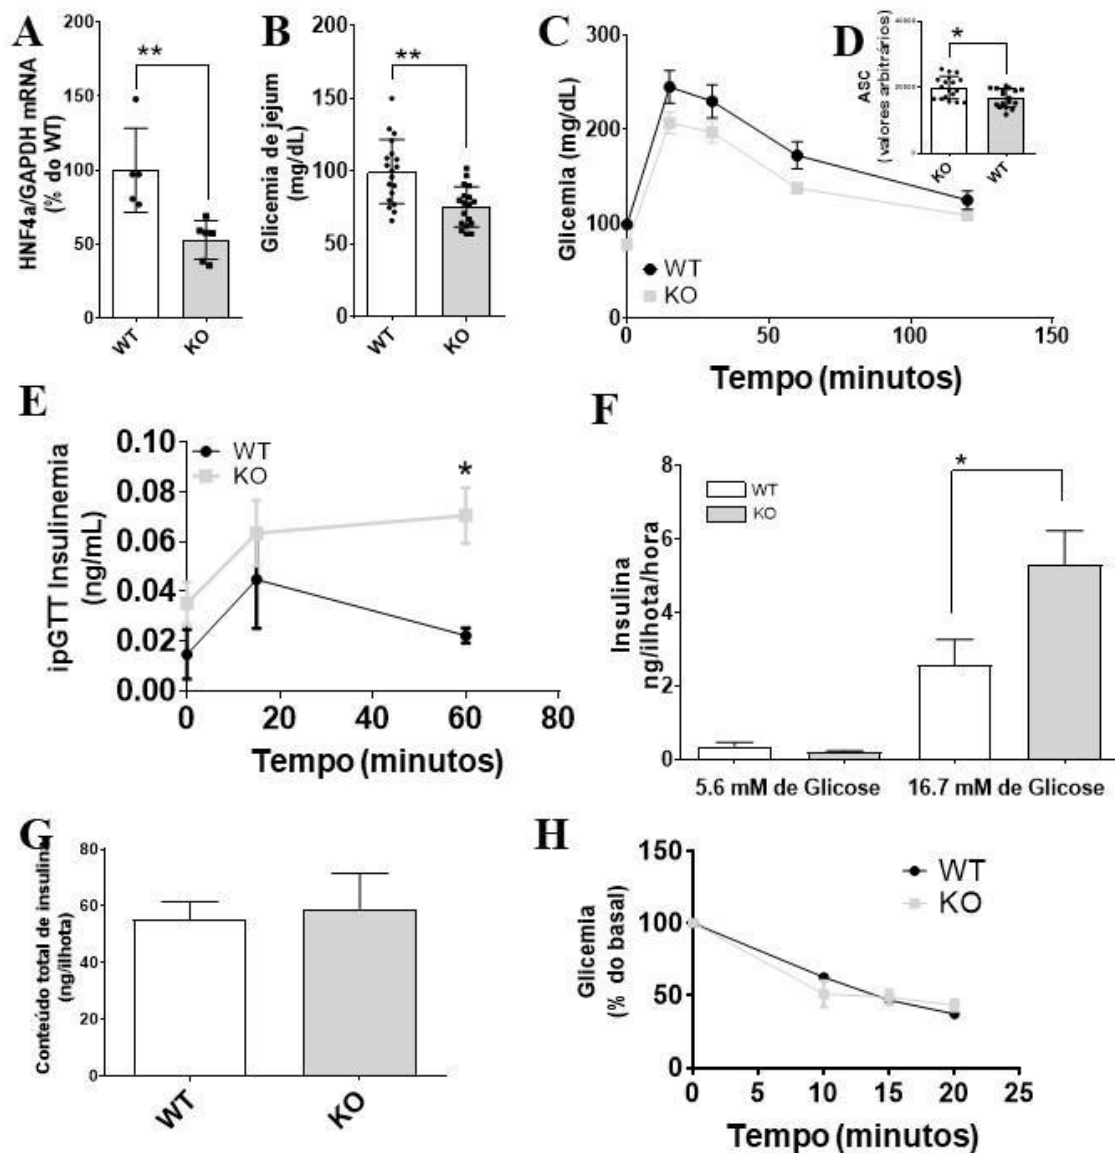 A
HNF4a/GAPDH mRNA
(% do WT)
200
150
100
50
0
**
WT
KO
B
Glicemia de jejum
(mg/dL)
200
150
100
50
0
**
WT
KO
C
Glicemia (mg/dL)
300
200
100
0
WT
KO
0
50
100
150
Tempo (minutos)
D
ASC
(valores arbitrários)
4000
2000
0
*
KO
WT
E
ipGTT Insulinemia
(ng/mL)
0.10
0.08
0.06
0.04
0.02
0.00
WT
KO
*
0
20
40
60
80
Tempo (minutos)
F
Insulina
ng/ilhota/hora
8
6
4
2
0
WT
KO
*
5.6 mM de Glicose
16.7 mM de Glicose
G
Conteúdo total de insulina
(ng/ilhota)
80
60
40
20
0
WT
KO
H
Glicemia
(% do basal)
150
100
50
0
WT
KO
0
5
10
15
20
25
Tempo (minutos)